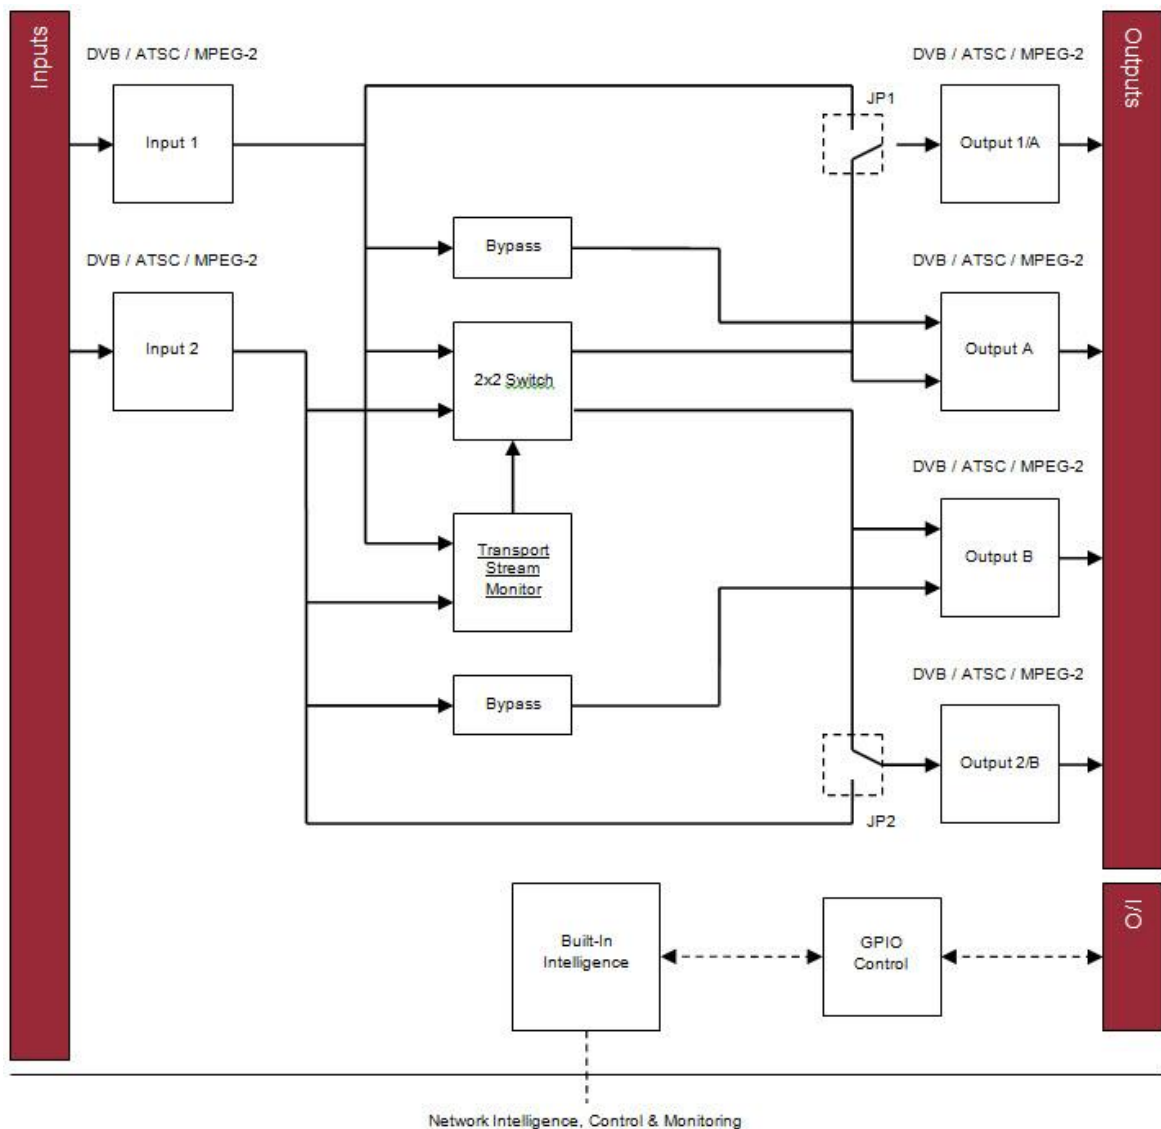 Inputs
Outputs
DVB / ATSC / MPEG-2
DVB / ATSC / MPEG-2
JP1
Input 1
Output 1/A
Bypass
DVB / ATSC / MPEG-2
DVB / ATSC / MPEG-2
Input 2
2x2 Switch
Output A
DVB / ATSC / MPEG-2
Transport
Stream
Monitor
Output B
DVB / ATSC / MPEG-2
Bypass
Output 2/B
JP2
I/O
Built-In
Intelligence
GPIO
Control
Network Intelligence, Control & Monitoring